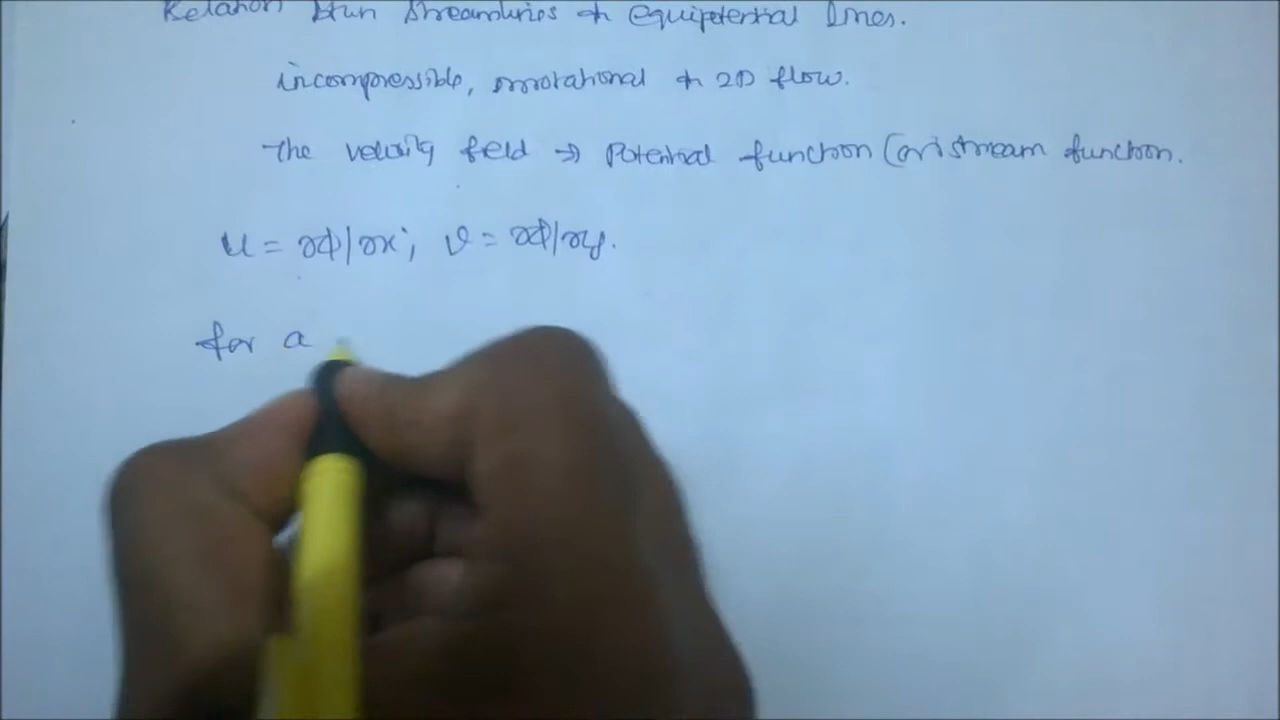 Relation btwn streamlines & equipotential lines.
incompressible, irrotational & 2D flow.
The velocity field → Potential function (or) stream function.
u = ∂ϕ/∂x; v = ∂ϕ/∂y.
for a